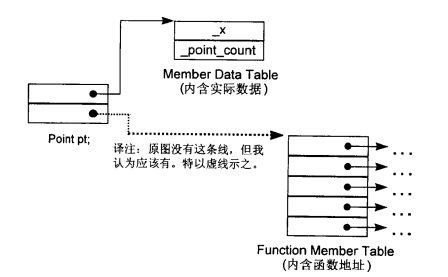 _x
_point_count
Member Data Table
(内含实际数据)
Point pt;
译注：原图没有这条线，但我
认为应该有。特以虚线示之。
...
...
...
...
...
Function Member Table
(内含函数地址)